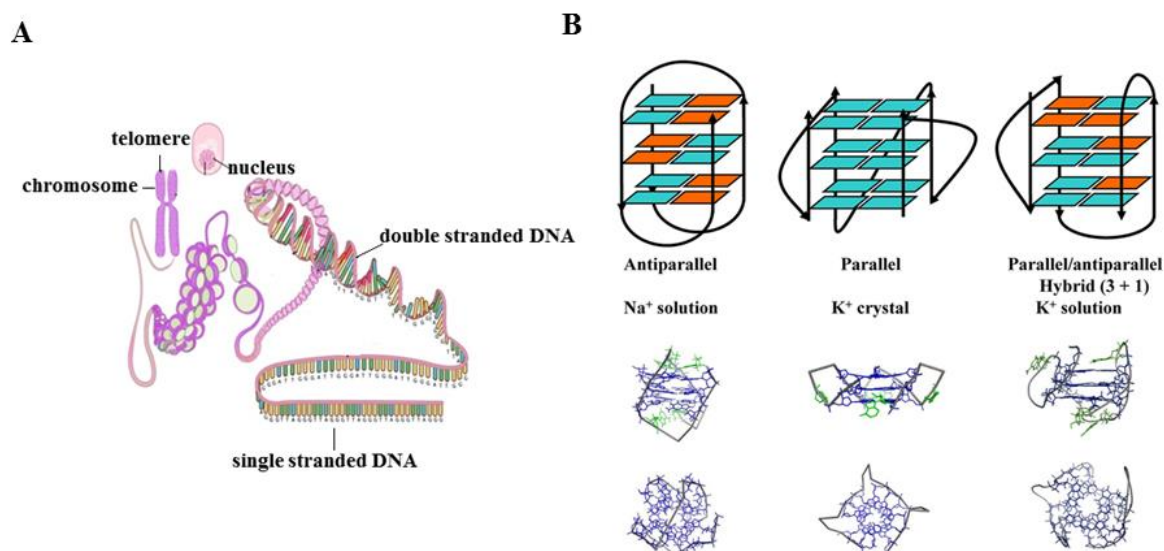 A
telomere
nucleus
chromosome
double stranded DNA
single stranded DNA
B
Antiparallel
Na⁺ solution
Parallel
K⁺ crystal
Parallel/antiparallel
Hybrid (3 + 1)
K⁺ solution